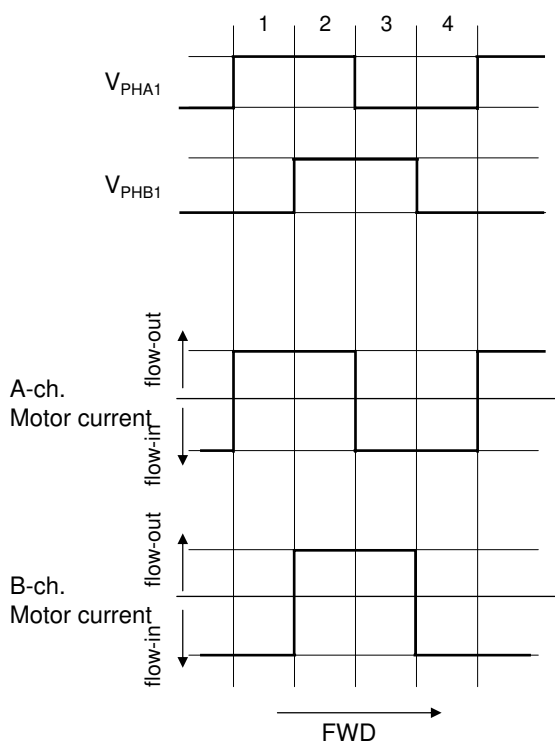 1 2 3 4
VPHA1
VPHB1
flow-out
A-ch.
Motor current
flow-in
flow-out
B-ch.
Motor current
flow-in
FWD